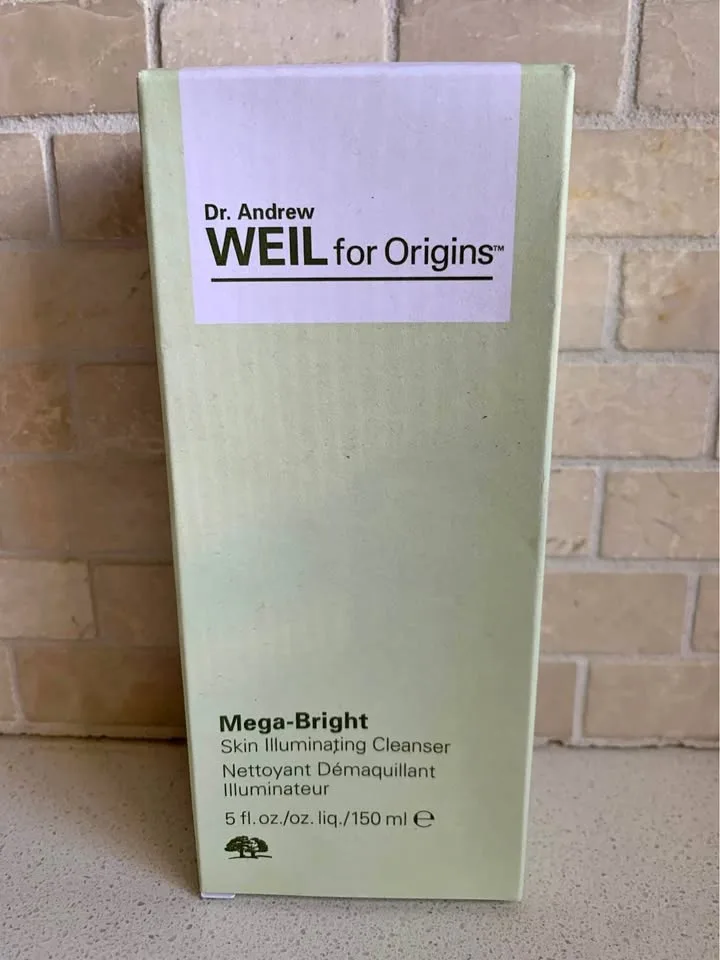 Dr. Andrew
WEIL for Origins™
Mega-Bright
Skin Illuminating Cleanser
Nettoyant Démaquillant
Illuminateur
5 fl. oz./oz. liq./150 ml ℮